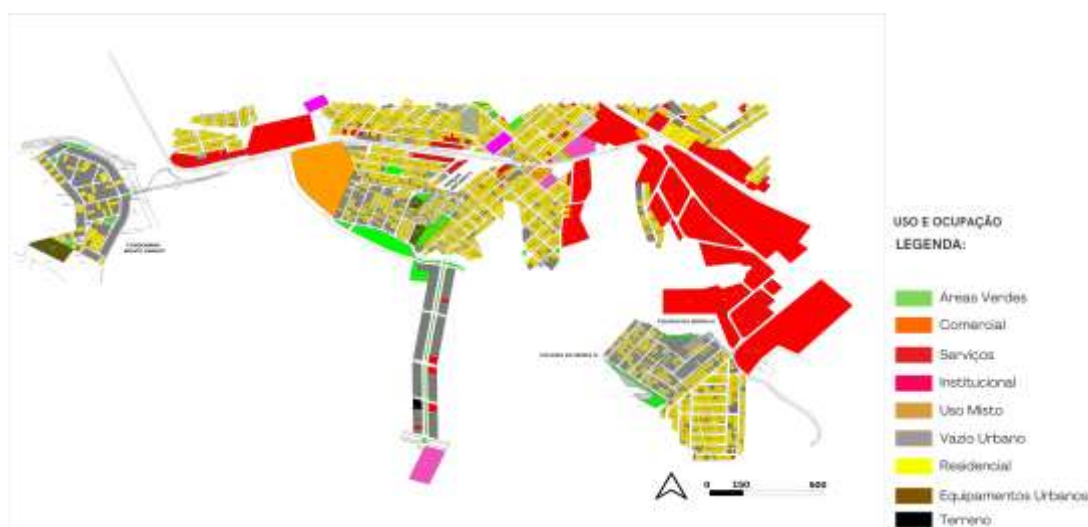 USO E OCUPAÇÃO
LEGENDA:
Áreas Verdes
Comercial
Serviços
Institucional
Uso Misto
Vazio Urbano
Residencial
Equipamentos Urbanos
Terreno
0 150 600